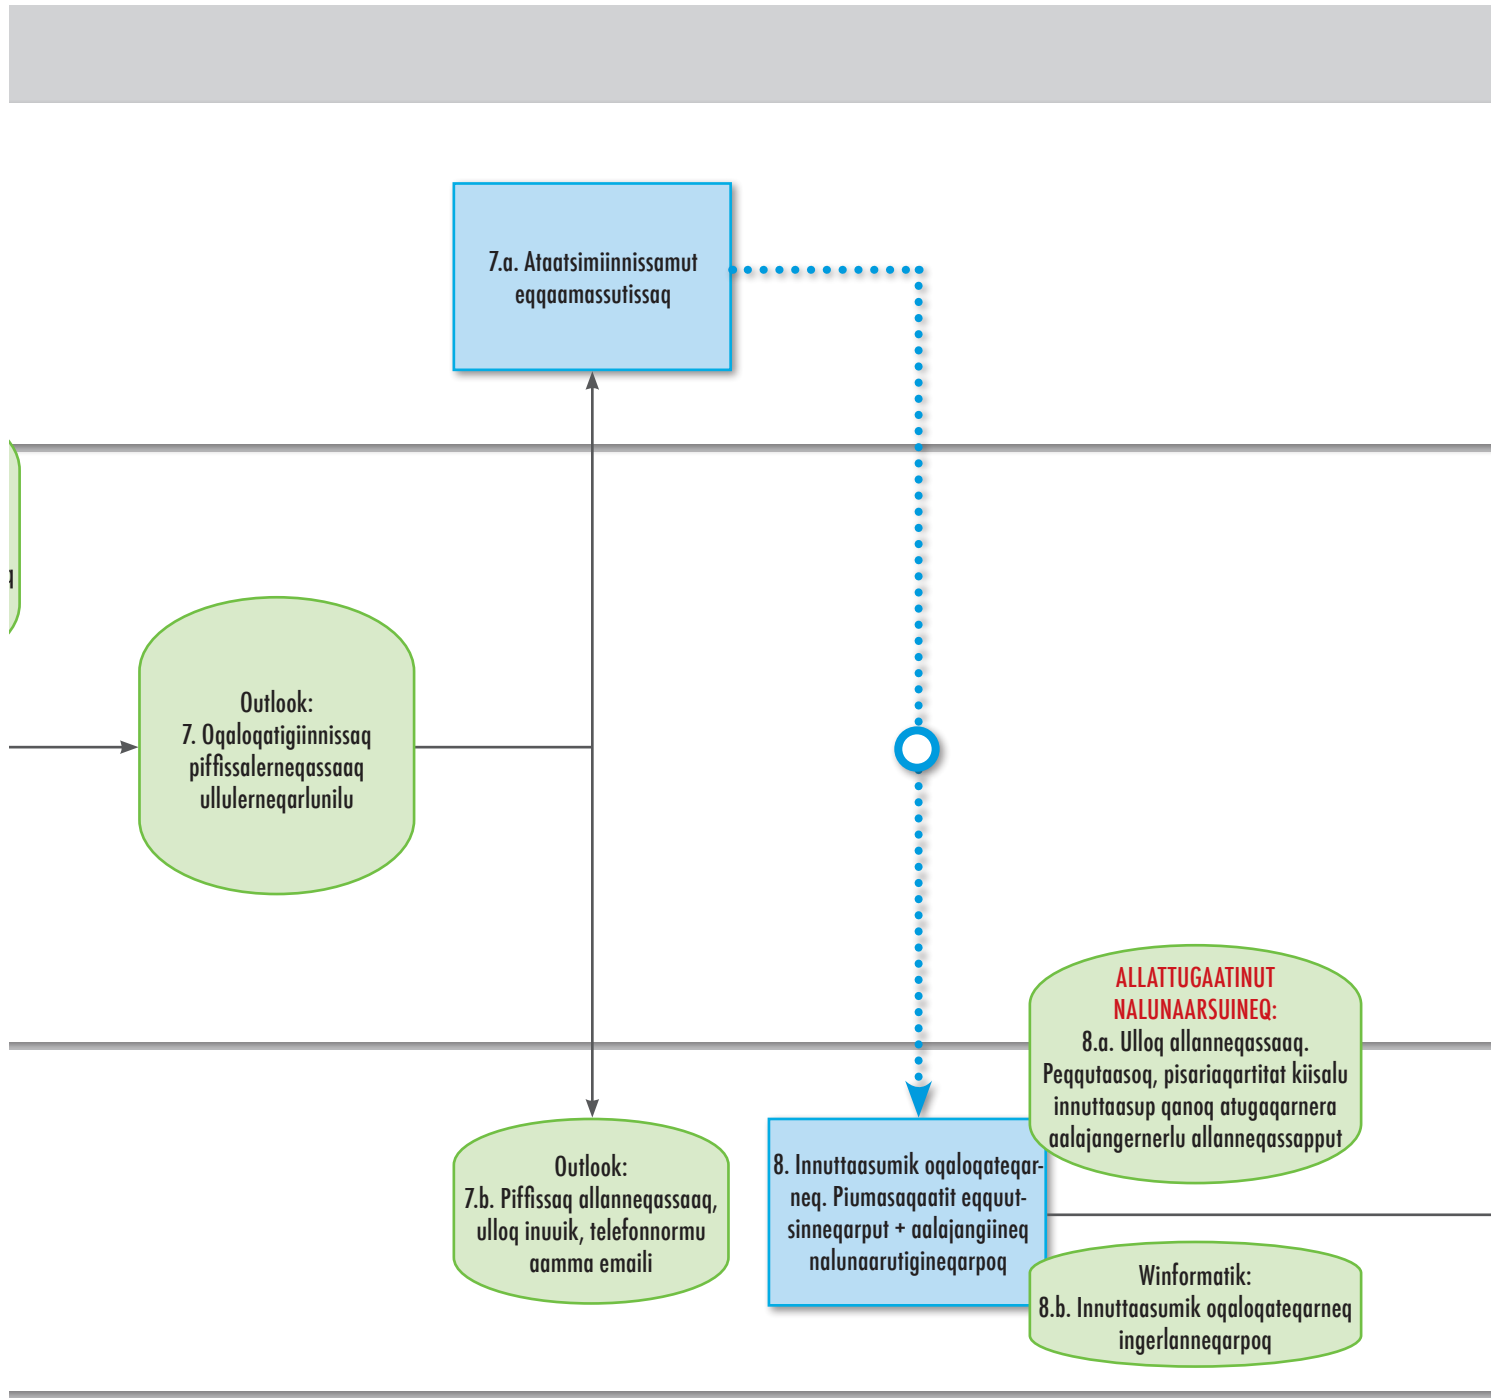 7.a. Ataatsimiinnissamut
eqqaamassutissaq
Outlook:
7. Oqaloqatigiinnissaq
piffissalerneqassaaq
ullulerneqarlunilu
Outlook:
7.b. Piffissaq allanneqassaaq,
ulloq inuuik, telefonnormu
aamma emaili
8. Innuttaasumik oqaloqateqar-
neq. Piumasaqaatit eqquut-
sinneqarput + aalajangiineq
nalunaarutigineqarpoq
ALLATTUGAATINUT
NALUNAARSUINEQ:
8.a. Ulloq allanneqassaaq.
Peqqutaasoq, pisariaqartitat kiisalu
innuttaasup qanoq atugaqarnera
aalajangernerlu allanneqassapput
Winformatik:
8.b. Innuttaasumik oqaloqateqarneq
ingerlanneqarpoq